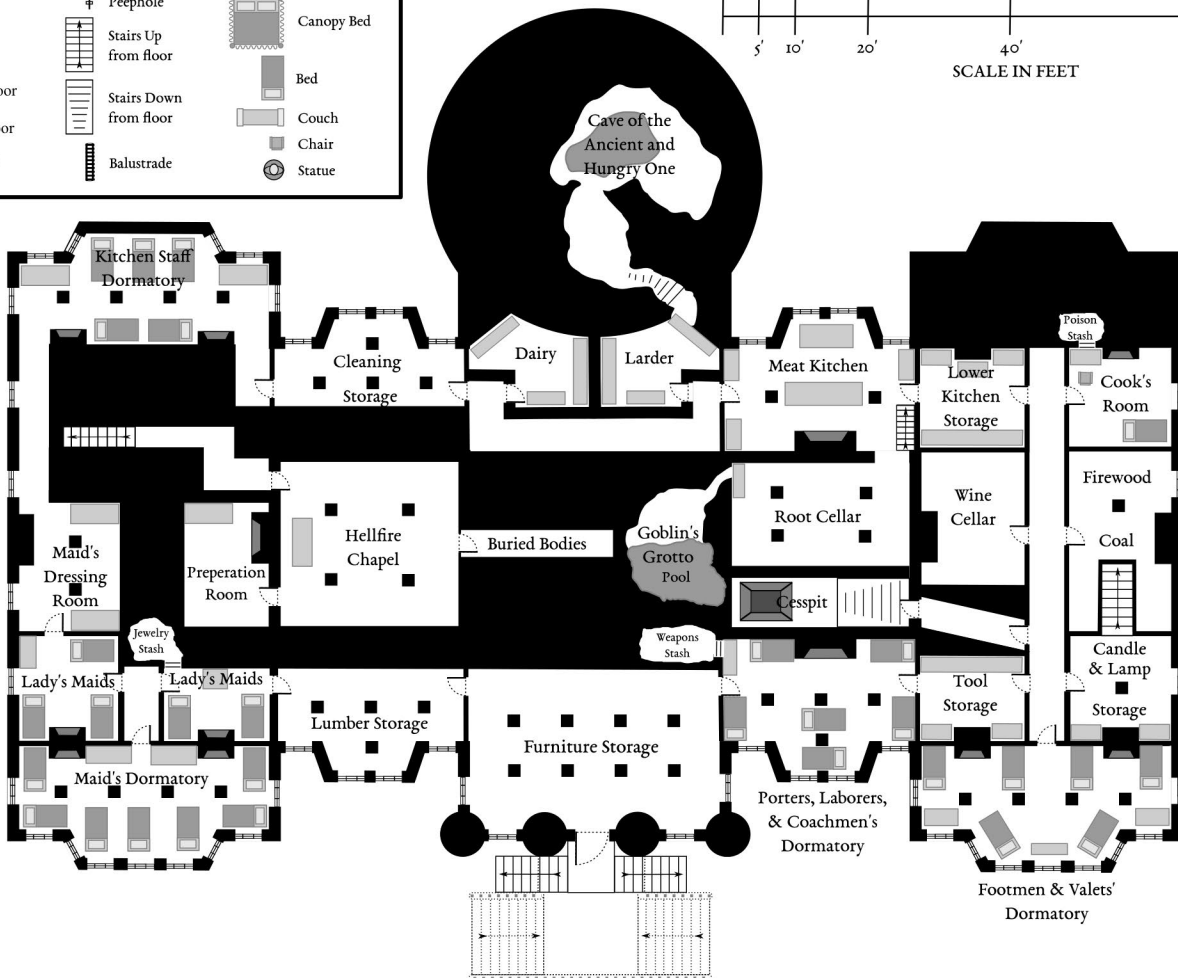 Peephole
Stairs Up
from floor
Stairs Down
from floor
Balustrade
Canopy Bed
Bed
Couch
Chair
Statue
5'
10'
20'
40'
SCALE IN FEET
Cave of the
Ancient and
Hungry One
Kitchen Staff
Dormatory
Cleaning
Storage
Dairy
Larder
Meat Kitchen
Lower
Kitchen
Storage
Poison
Stash
Cook's
Room
Hellfire
Chapel
Buried Bodies
Goblin's
Grotto
Pool
Root Cellar
Wine
Cellar
Firewood
Coal
Maid's
Dressing
Room
Preperation
Room
Cesspit
Jewelry
Stash
Weapons
Stash
Lady's Maids
Lady's Maids
Lumber Storage
Furniture Storage
Tool
Storage
Candle
& Lamp
Storage
Maid's Dormatory
Porters, Laborers,
& Coachmen's
Dormatory
Footmen & Valets'
Dormatory